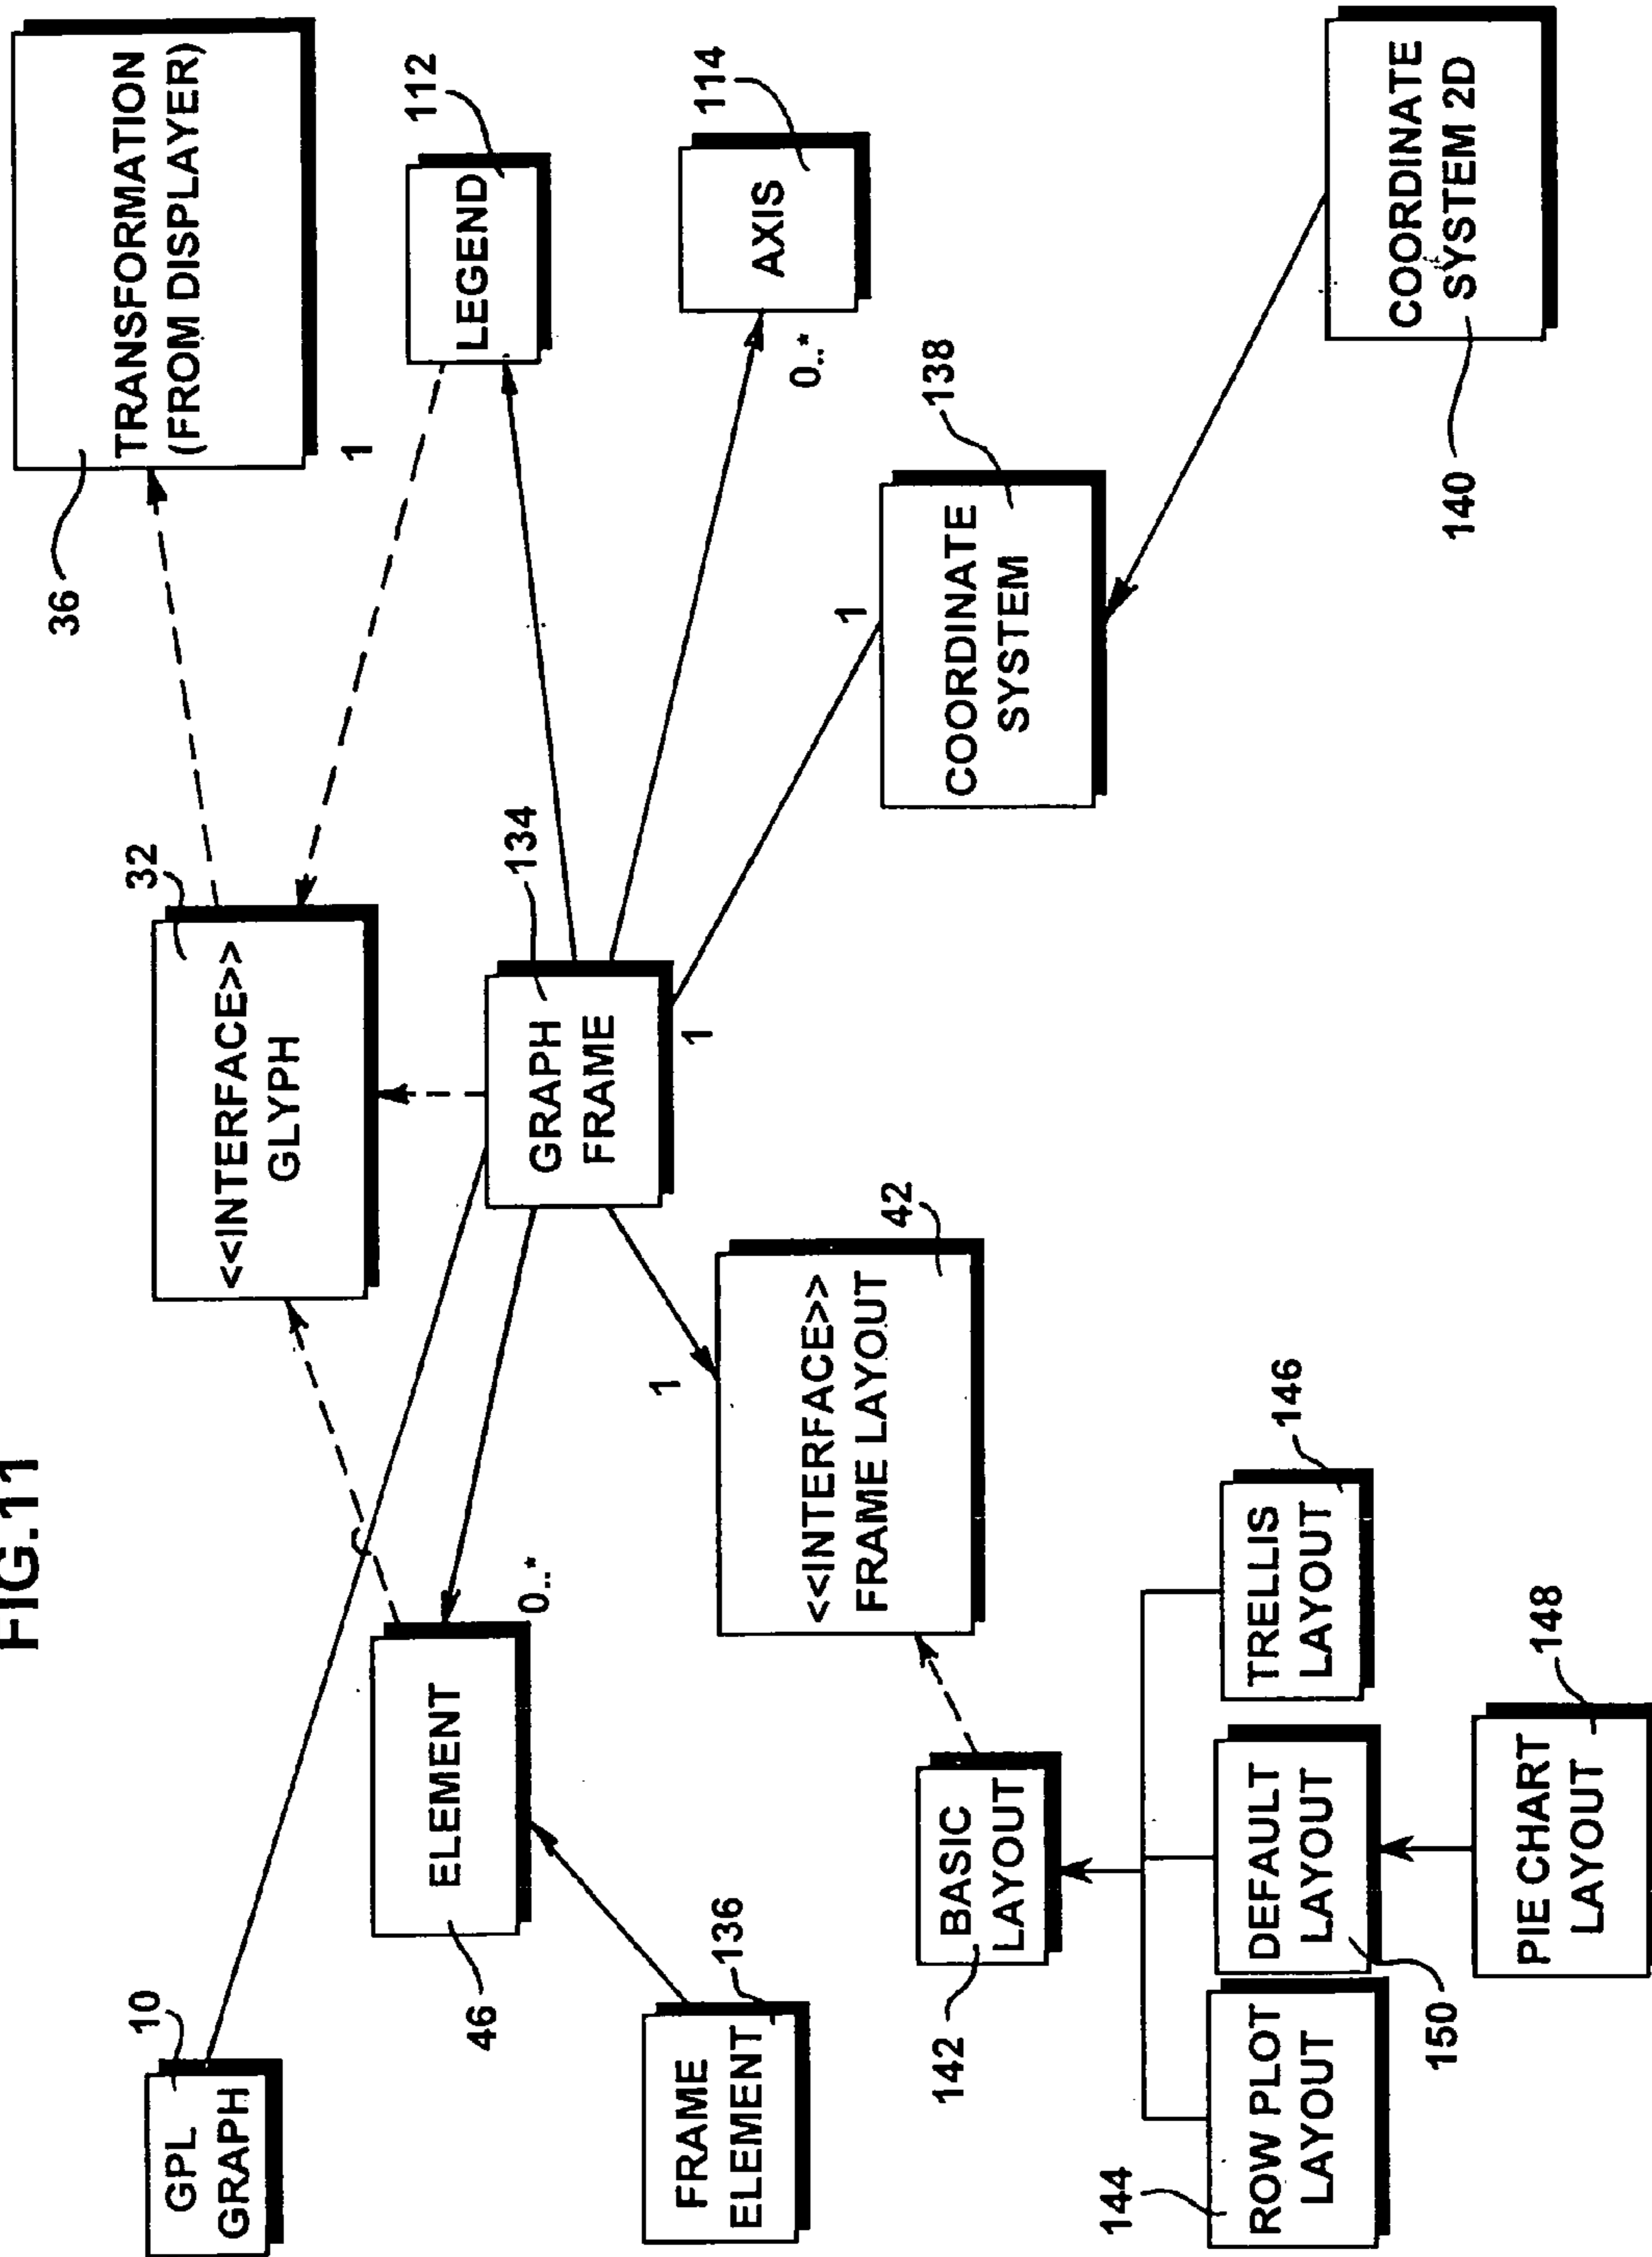 FIG.11
10
GPL
GRAPH
32
<<INTERFACE>>
GLYPH
36
TRANSFORMATION
(FROM DISPLAYER)
1
46
ELEMENT
0..*
134
GRAPH
FRAME
1
112
LEGEND
114
AXIS
0..*
136
FRAME
ELEMENT
1
42
<<INTERFACE>>
FRAME LAYOUT
1
138
COORDINATE
SYSTEM
142
BASIC
LAYOUT
144
ROW PLOT
LAYOUT
150
DEFAULT
LAYOUT
146
TRELLIS
LAYOUT
148
PIE CHART
LAYOUT
140
COORDINATE
SYSTEM 2D